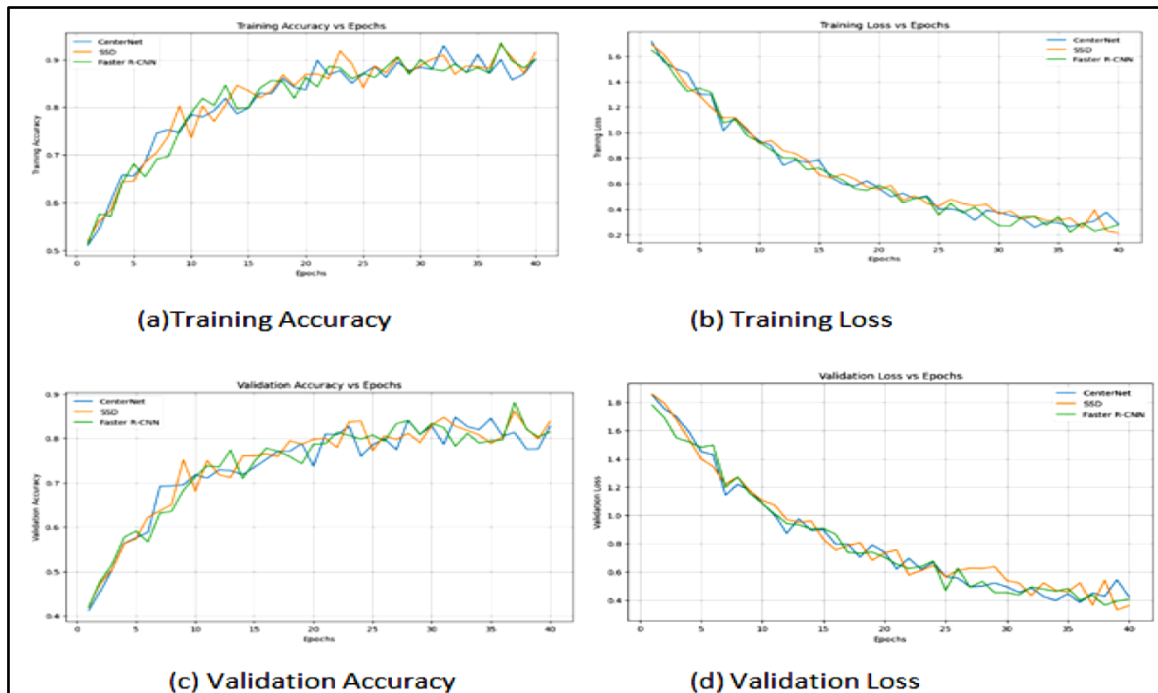 Training Accuracy vs Epochs
CenterNet
SSD
Faster R-CNN
Training Accuracy
0.9
0.8
0.7
0.6
0.5
0 5 10 15 20 25 30 35 40
Epochs
(a)Training Accuracy
Training Loss vs Epochs
CenterNet
SSD
Faster R-CNN
Training Loss
1.6
1.4
1.2
1.0
0.8
0.6
0.4
0.2
0 5 10 15 20 25 30 35 40
Epochs
(b) Training Loss
Validation Accuracy vs Epochs
CenterNet
SSD
Faster R-CNN
Validation Accuracy
0.9
0.8
0.7
0.6
0.5
0.4
0 5 10 15 20 25 30 35 40
Epochs
(c) Validation Accuracy
Validation Loss vs Epochs
CenterNet
SSD
Faster R-CNN
Validation Loss
1.8
1.6
1.4
1.2
1.0
0.8
0.6
0.4
0 5 10 15 20 25 30 35 40
Epochs
(d) Validation Loss